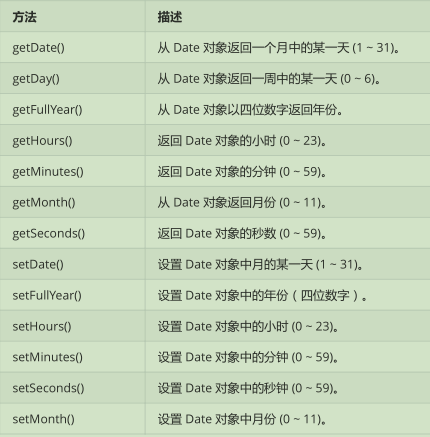 方法 描述
getDate() 从 Date 对象返回一个月中的某一天 (1 ~ 31)。
getDay() 从 Date 对象返回一周中的某一天 (0 ~ 6)。
getFullYear() 从 Date 对象以四位数字返回年份。
getHours() 返回 Date 对象的小时 (0 ~ 23)。
getMinutes() 返回 Date 对象的分钟 (0 ~ 59)。
getMonth() 从 Date 对象返回月份 (0 ~ 11)。
getSeconds() 返回 Date 对象的秒数 (0 ~ 59)。
setDate() 设置 Date 对象中月的某一天 (1 ~ 31)。
setFullYear() 设置 Date 对象中的年份（四位数字）。
setHours() 设置 Date 对象中的小时 (0 ~ 23)。
setMinutes() 设置 Date 对象中的分钟 (0 ~ 59)。
setSeconds() 设置 Date 对象中的秒钟 (0 ~ 59)。
setMonth() 设置 Date 对象中月份 (0 ~ 11)。